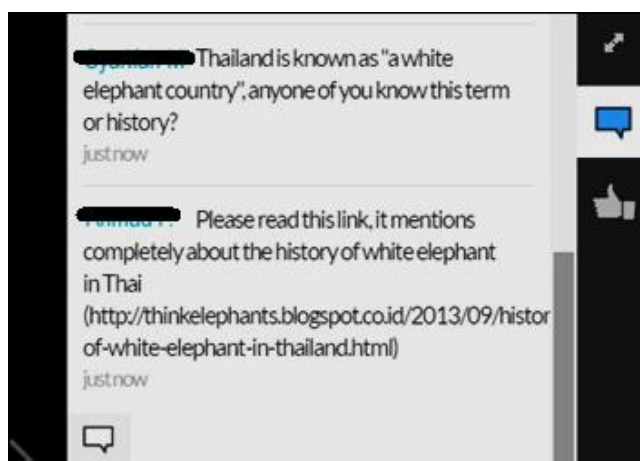 Thailand is known as "a white
elephant country", anyone of you know this term
or history?
just now
Please read this link, it mentions
completely about the history of white elephant
in Thai
(http://thinkelephants.blogspot.co.id/2013/09/histor
of-white-elephant-in-thailand.html)
just now